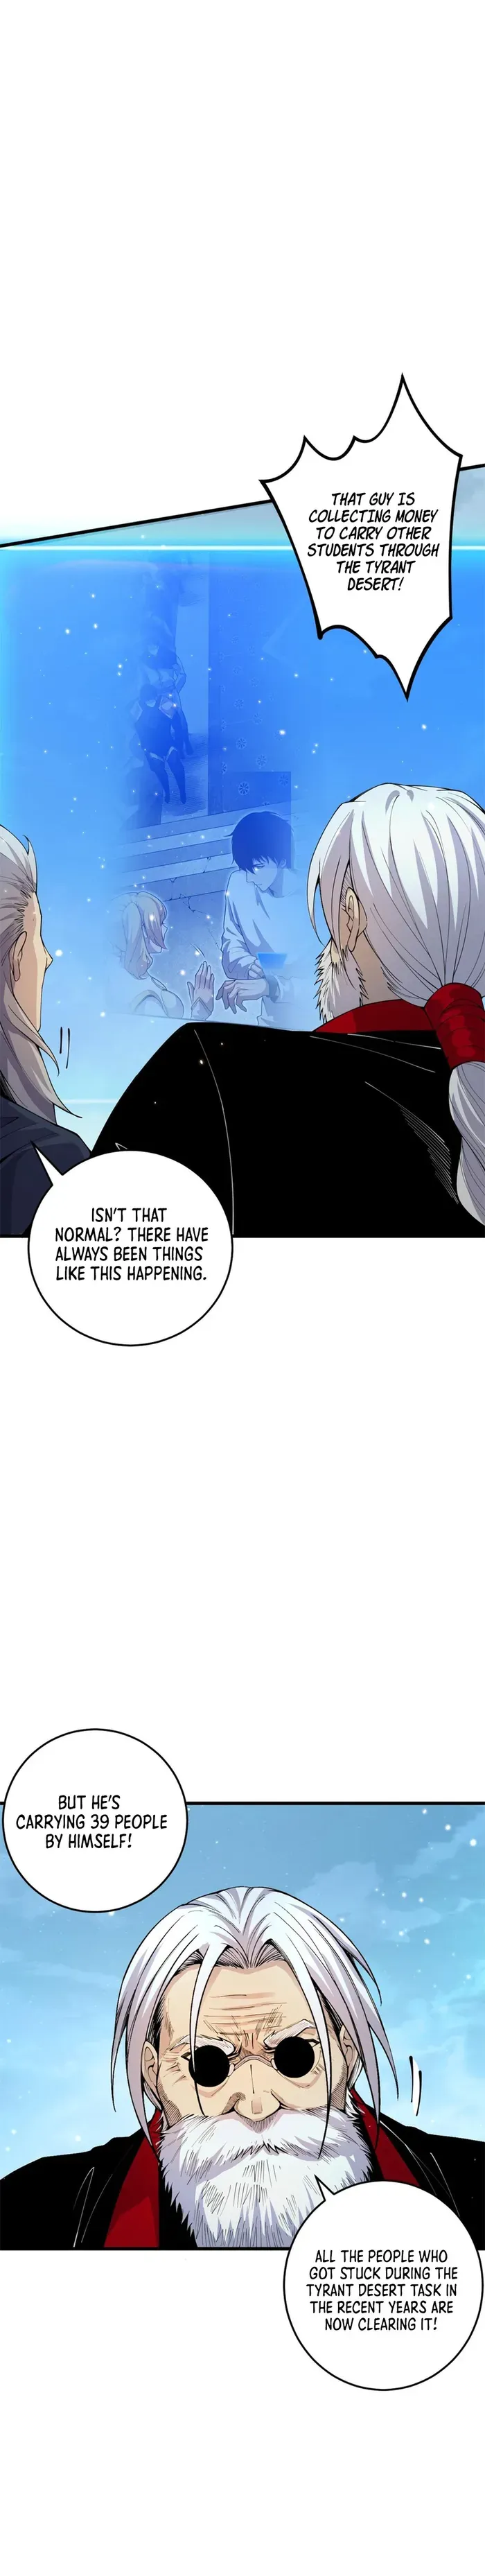 THAT GUY IS
COLLECTING MONEY
TO CARRY OTHER
STUDENTS THROUGH
THE TYRANT
DESERT!
ISN'T THAT
NORMAL? THERE HAVE
ALWAYS BEEN THINGS
LIKE THIS HAPPENING.
BUT HE'S
CARRYING 39 PEOPLE
BY HIMSELF!
ALL THE PEOPLE WHO
GOT STUCK DURING THE
TYRANT DESERT TASK IN
THE RECENT YEARS ARE
NOW CLEARING IT!